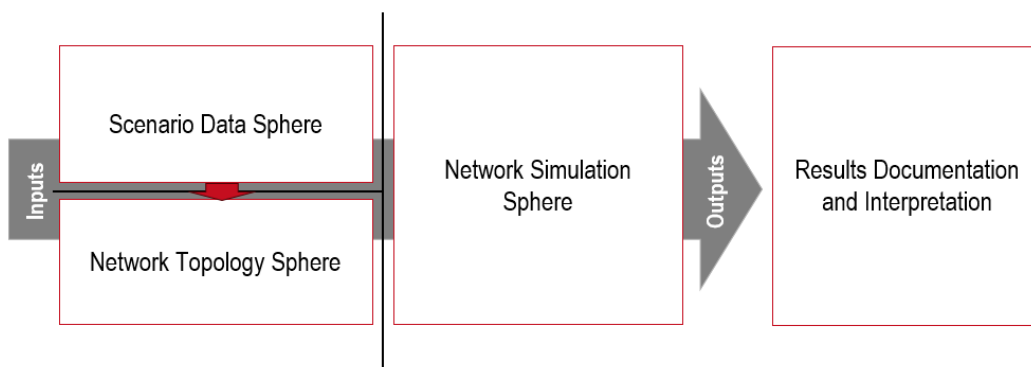 Inputs
Scenario Data Sphere
Network Topology Sphere
Network Simulation
Sphere
Outputs
Results Documentation
and Interpretation